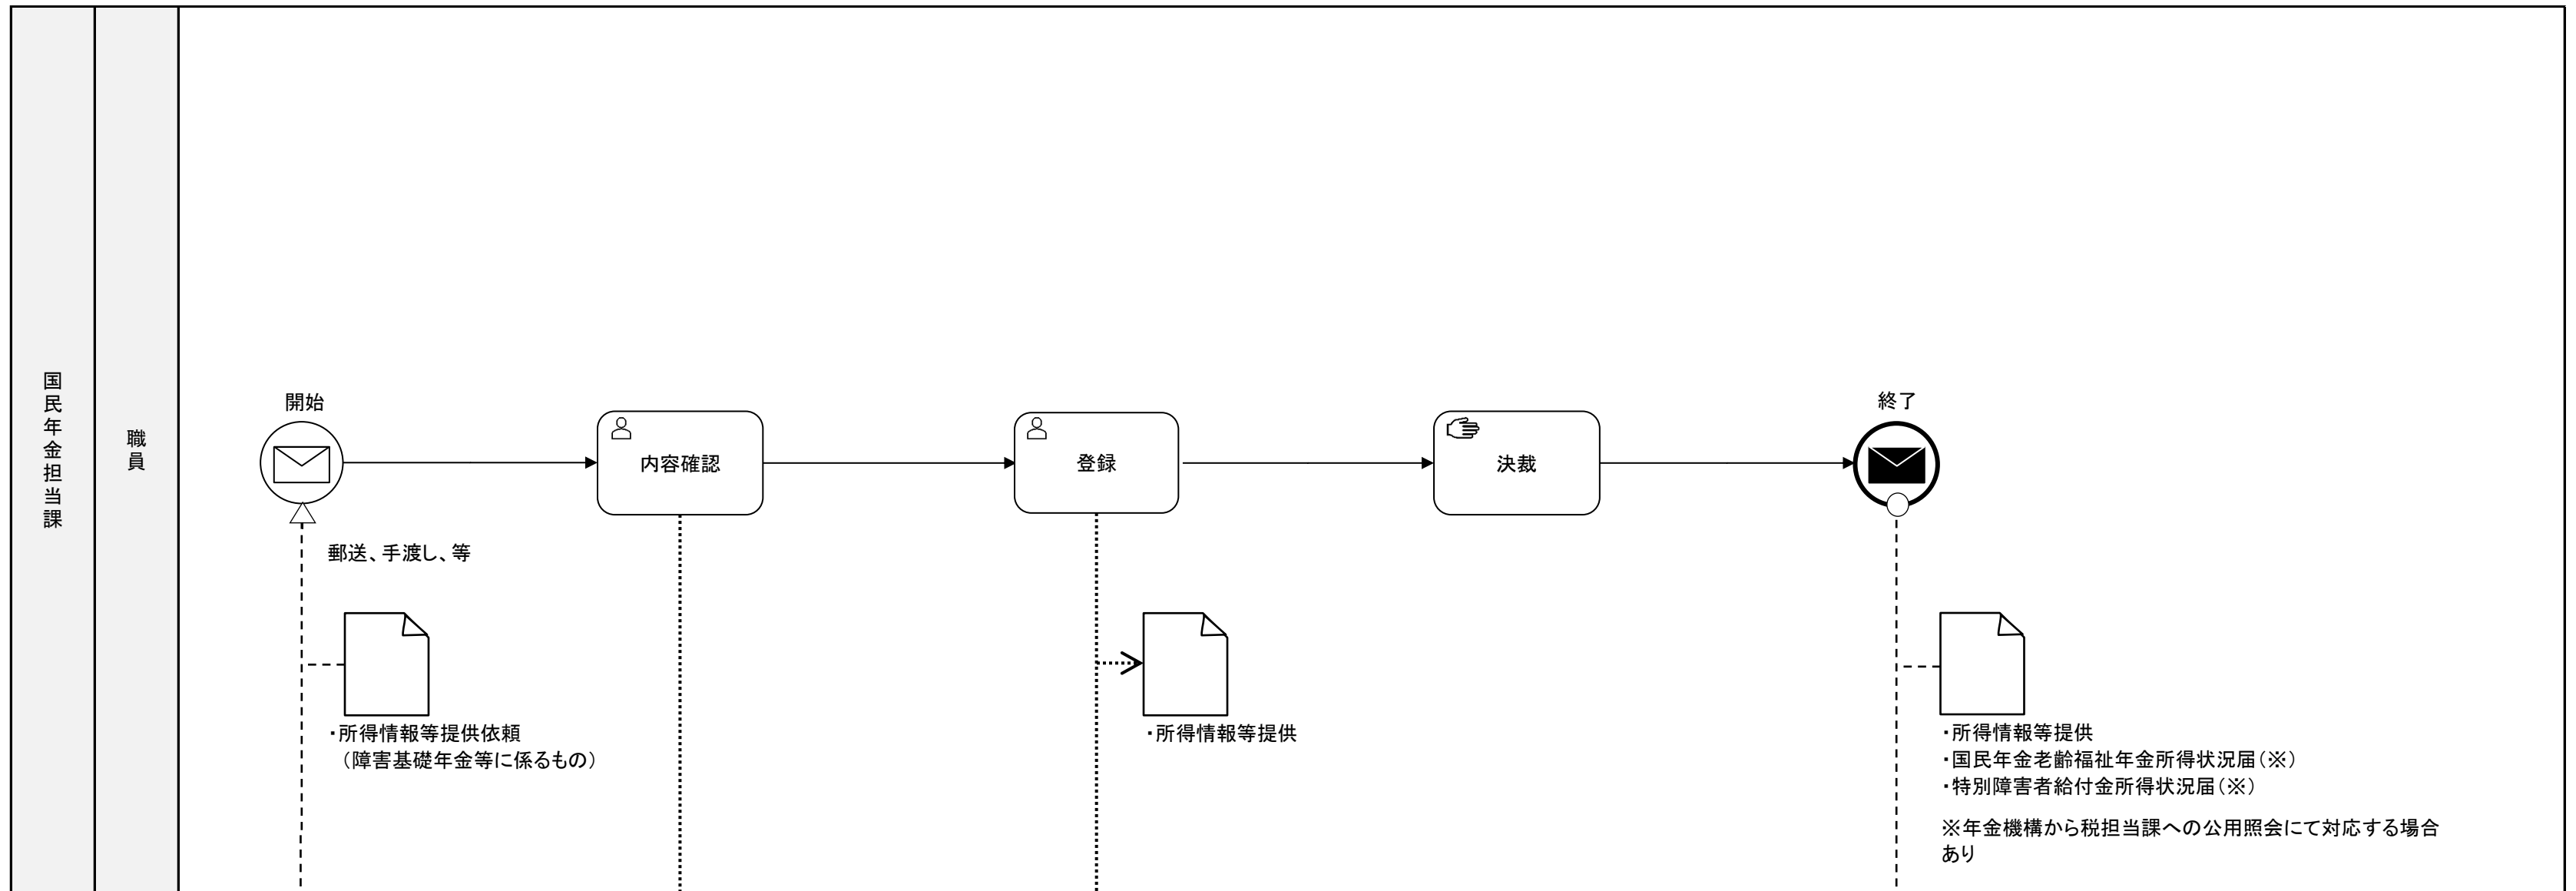 国民年金担当課
職員
開始
内容確認
登録
決裁
終了
郵送、手渡し、等
・所得情報等提供依頼
（障害基礎年金等に係るもの）
・所得情報等提供
・所得情報等提供
・国民年金老齢福祉年金所得状況届（※）
・特別障害者給付金所得状況届（※）
※年金機構から税担当課への公用照会にて対応する場合
あり